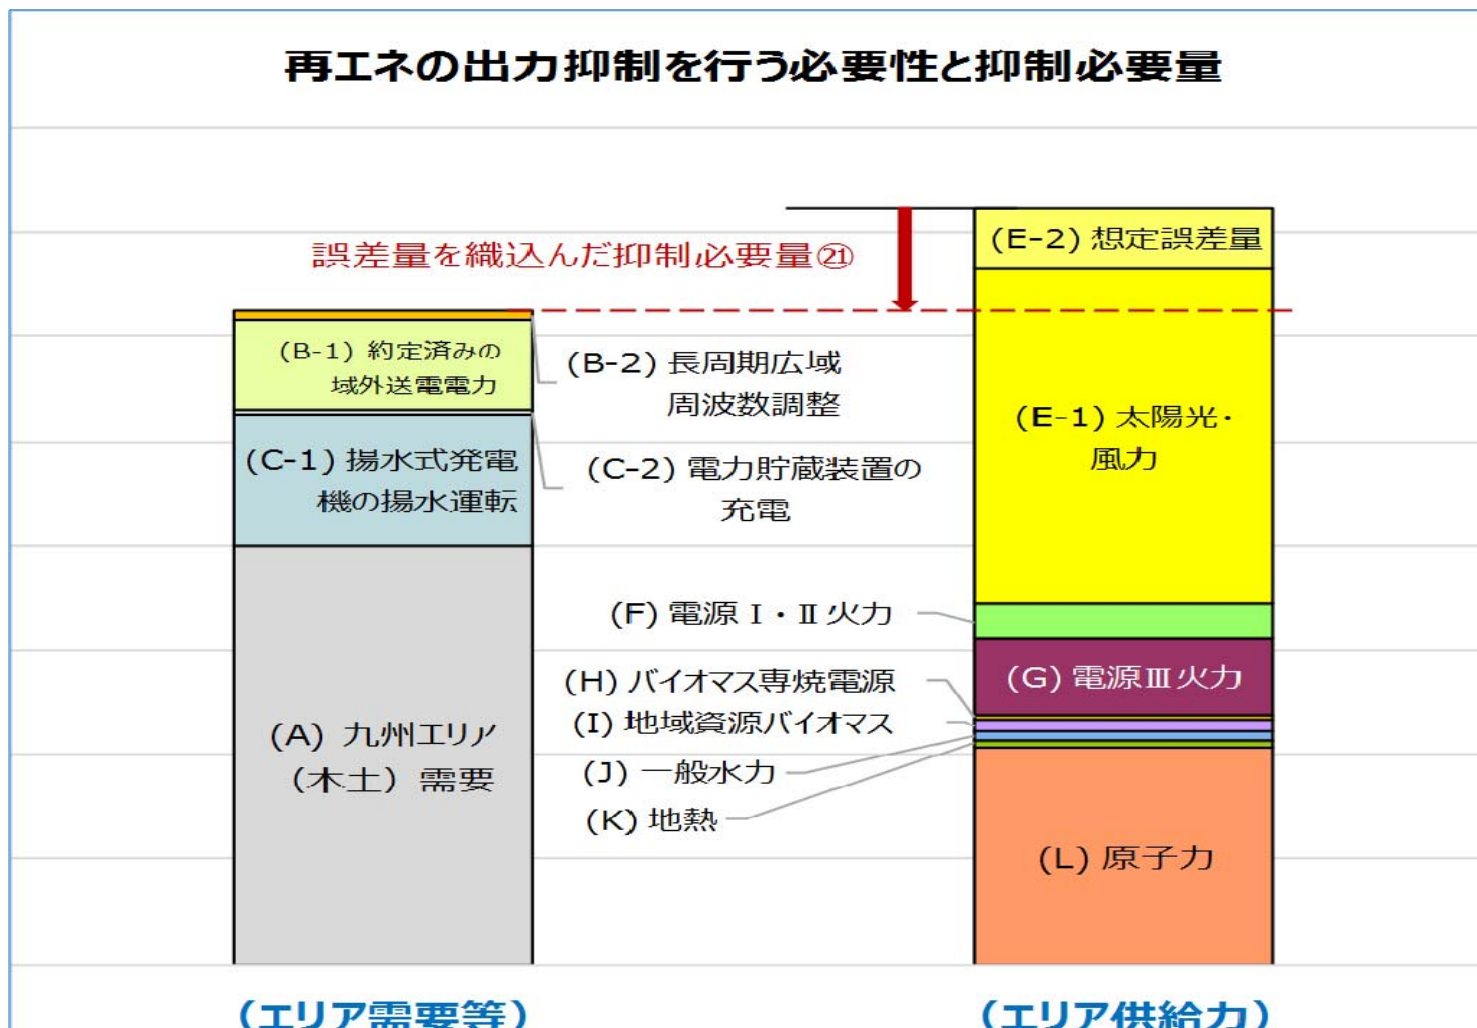 再エネの出力抑制を行う必要性と抑制必要量
(E-2) 想定誤差量
誤差量を織込んだ抑制必要量㉑
(B-1) 約定済みの
域外送電電力
(B-2) 長周期広域
周波数調整
(E-1) 太陽光・
風力
(C-1) 揚水式発電
機の揚水運転
(C-2) 電力貯蔵装置の
充電
(F) 電源Ⅰ・Ⅱ火力
(G) 電源Ⅲ火力
(H) バイオマス専焼電源
(I) 地域資源バイオマス
(A) 九州エリア
（本土）需要
(J) 一般水力
(K) 地熱
(L) 原子力
（エリア需要等）
（エリア供給力）